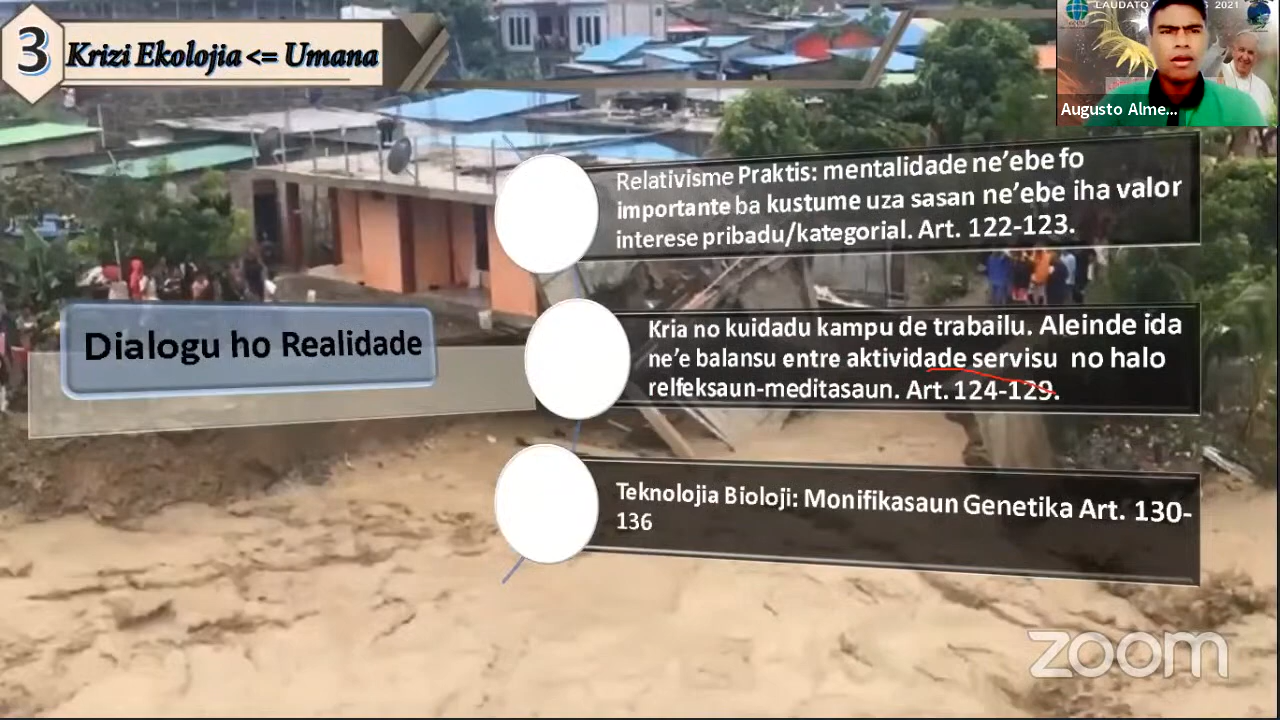 3
Krizi Ekolojia <= Umana
LAUDATO
2021
Augusto Alme...
Relativisme Praktis: mentalidade ne'ebe fo
importante ba kustume uza sasan ne'ebe iha valor
interese pribadu/kategorial. Art. 122-123.
Dialogu ho Realidade
Kria no kuidadu kampu de trabailu. Aleinde ida
ne'e balansu entre aktividade servisu no halo
relfeksaun-meditasaun. Art. 124-129.
Teknolojia Bioloji: Monifikasaun Genetika Art. 130-
136
zoom